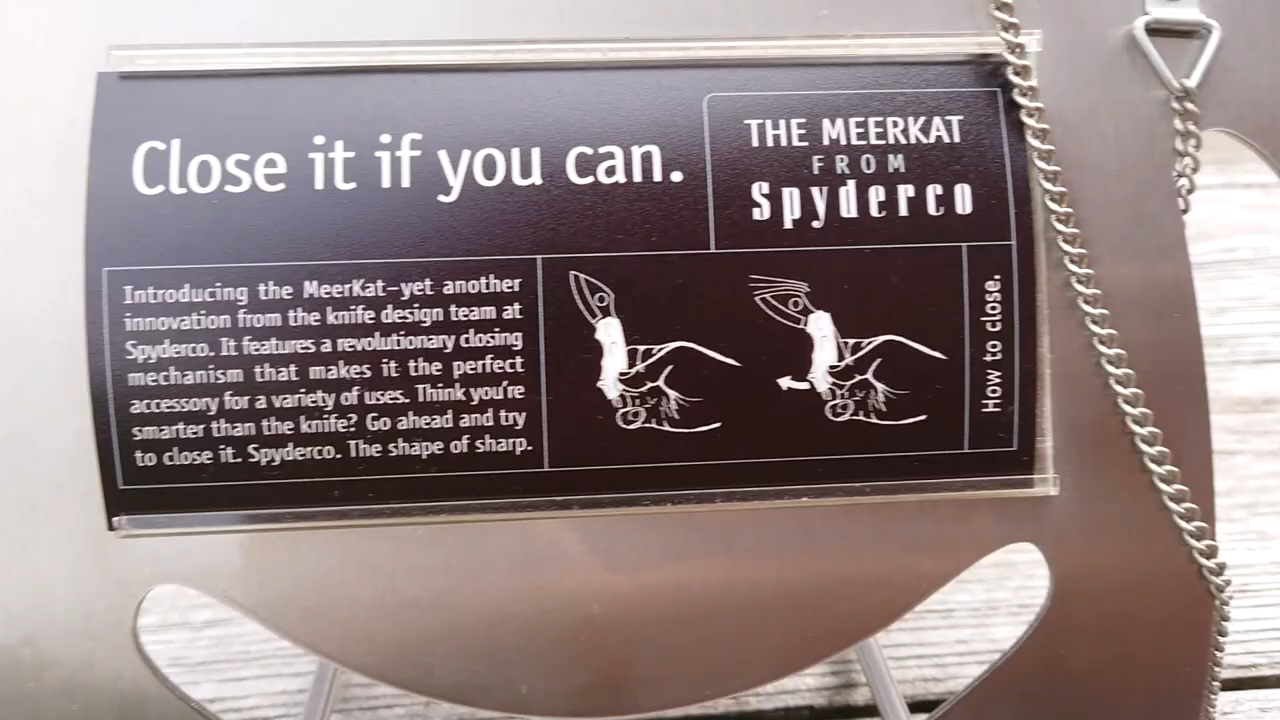 Close it if you can.
THE MEERKAT
FROM
Spyderco
Introducing the MeerKat–yet another
innovation from the knife design team at
Spyderco. It features a revolutionary closing
mechanism that makes it the perfect
accessory for a variety of uses. Think you're
smarter than the knife? Go ahead and try
to close it. Spyderco. The shape of sharp.
How to close.